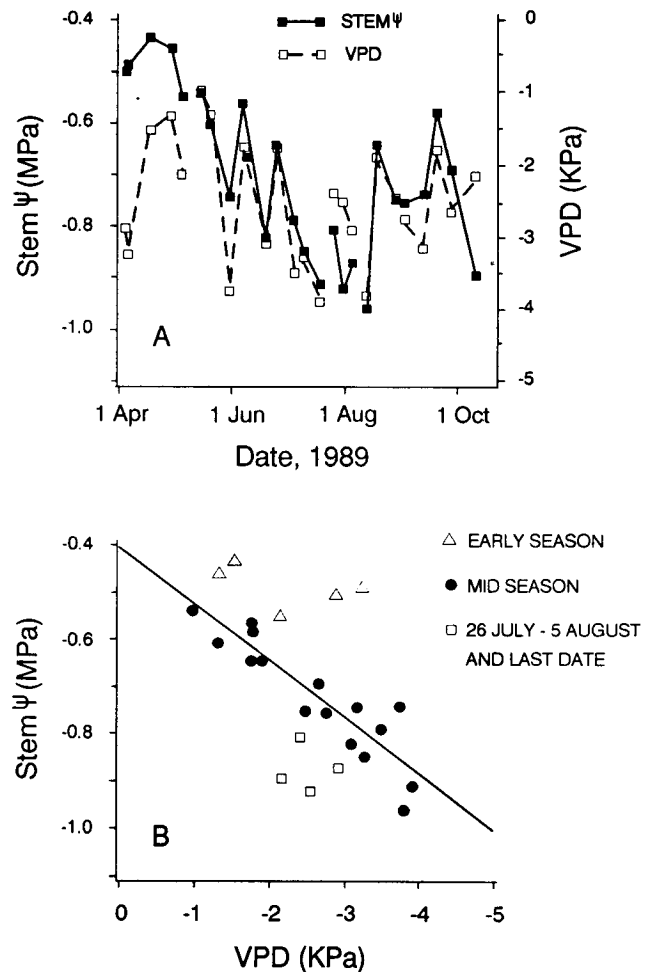 STEM Ψ
VPD
Stem Ψ (MPa)
-0.4
-0.6
-0.8
-1.0
VPD (KPa)
0
-1
-2
-3
-4
-5
A
1 Apr
1 Jun
1 Aug
1 Oct
Date, 1989
Stem Ψ (MPa)
-0.4
-0.6
-0.8
-1.0
EARLY SEASON
MID SEASON
26 JULY - 5 AUGUST
AND LAST DATE
B
0
-1
-2
-3
-4
-5
VPD (KPa)